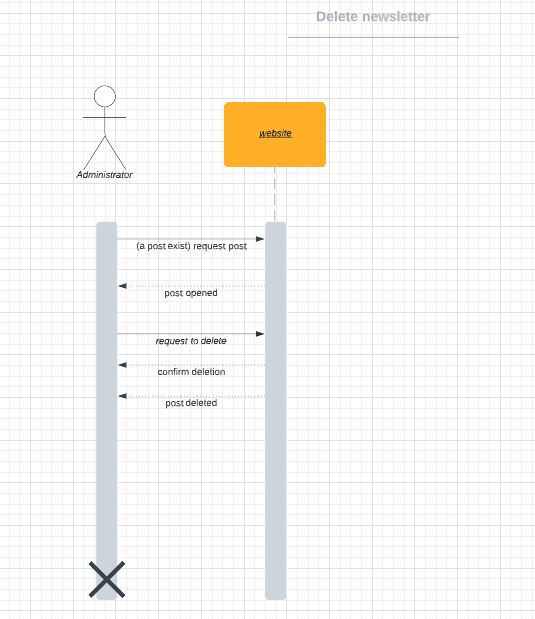 Delete newsletter
website
Administrator
(a post exist) request post
post opened
request to delete
confirm deletion
post deleted